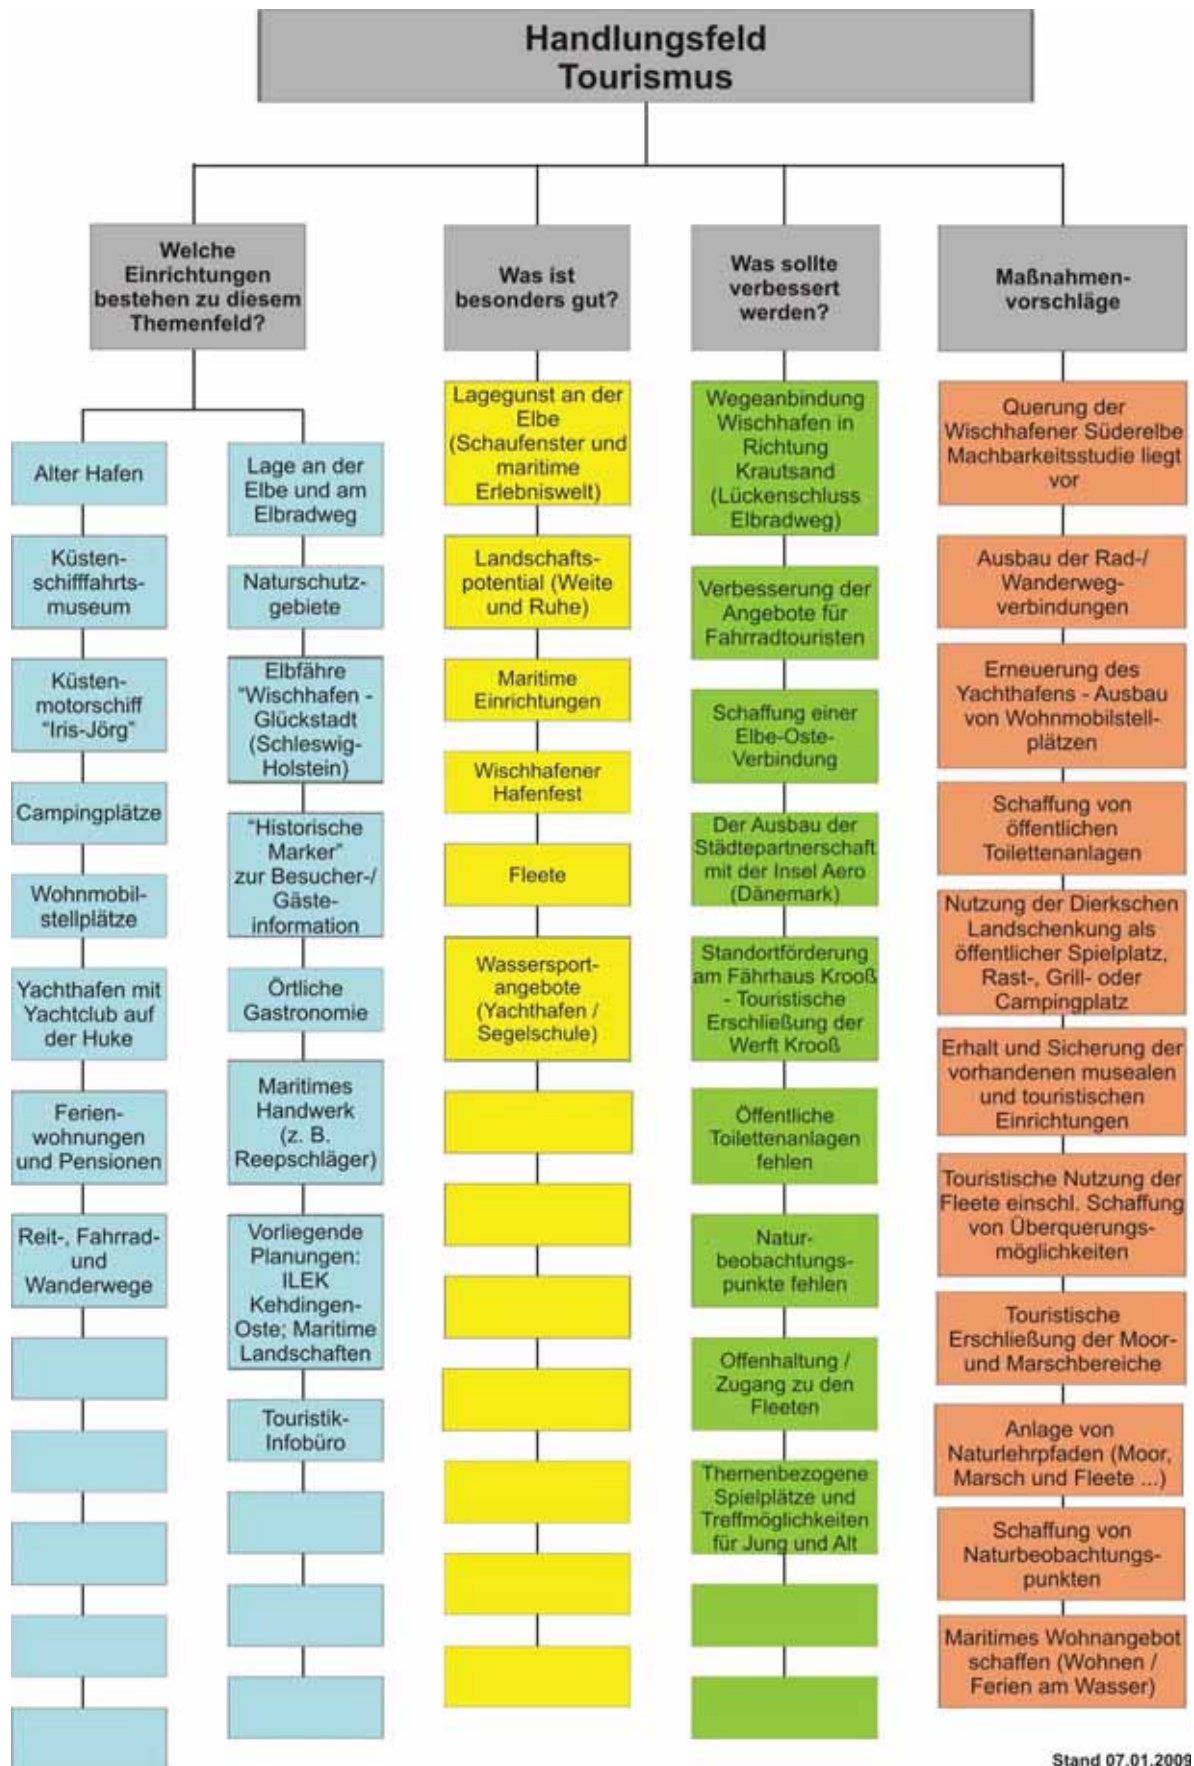 Handlungsfeld
Tourismus
Welche
Einrichtungen
bestehen zu diesem
Themenfeld?
Alter Hafen
Küsten-
schifffahrts-
museum
Küsten-
motorschiff
"Iris-Jörg"
Campingplätze
Wohnmobil-
stellplätze
Yachthafen mit
Yachtclub auf
der Huke
Ferien-
wohnungen
und Pensionen
Reit-, Fahrrad-
und
Wanderwege
Lage an der
Elbe und am
Elbradweg
Naturschutz-
gebiete
Elbfähre
"Wischhafen -
Glückstadt
(Schleswig-
Holstein)
"Historische
Marker"
zur Besucher-/
Gäste-
information
Örtliche
Gastronomie
Maritimes
Handwerk
(z. B.
Reepschläger)
Vorliegende
Planungen:
ILEK
Kehdingen-
Oste; Maritime
Landschaften
Touristik-
Infobüro
Was ist
besonders gut?
Lagegunst an der
Elbe
(Schaufenster und
maritime
Erlebniswelt)
Landschafts-
potential (Weite
und Ruhe)
Maritime
Einrichtungen
Wischhafener
Hafenfest
Fleete
Wassersport-
angebote
(Yachthafen /
Segelschule)
Was sollte
verbessert
werden?
Wegeanbindung
Wischhafen in
Richtung
Krautsand
(Lückenschluss
Elbradweg)
Verbesserung der
Angebote für
Fahrradtouristen
Schaffung einer
Elbe-Oste-
Verbindung
Der Ausbau der
Städtepartnerschaft
mit der Insel Aero
(Dänemark)
Standortförderung
am Fährhaus Krooß
- Touristische
Erschließung der
Werft Krooß
Öffentliche
Toilettenanlagen
fehlen
Natur-
beobachtungs-
punkte fehlen
Offenhaltung /
Zugang zu den
Fleeten
Themenbezogene
Spielplätze und
Treffmöglichkeiten
für Jung und Alt
Maßnahmen-
vorschläge
Querung der
Wischhafener Süderelbe
Machbarkeitsstudie liegt
vor
Ausbau der Rad-/
Wanderweg-
verbindungen
Erneuerung des
Yachthafens - Ausbau
von Wohnmobilstell-
plätzen
Schaffung von
öffentlichen
Toilettenanlagen
Nutzung der Dierkschen
Landschenkung als
öffentlicher Spielplatz,
Rast-, Grill- oder
Campingplatz
Erhalt und Sicherung der
vorhandenen musealen
und touristischen
Einrichtungen
Touristische Nutzung der
Fleete einschl. Schaffung
von Überquerungs-
möglichkeiten
Touristische
Erschließung der Moor-
und Marschbereiche
Anlage von
Naturlehrpfaden (Moor,
Marsch und Fleete ...)
Schaffung von
Naturbeobachtungs-
punkten
Maritimes Wohnangebot
schaffen (Wohnen /
Ferien am Wasser)
Stand 07.01.2009